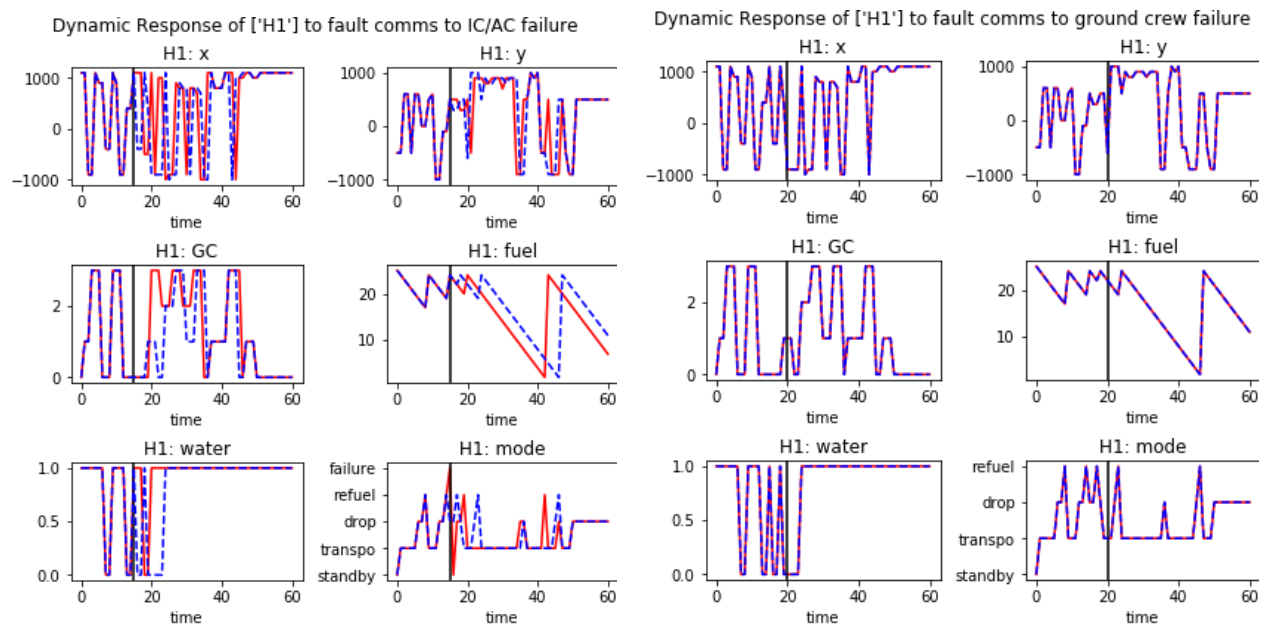 Dynamic Response of ['H1'] to fault comms to IC/AC failure
H1: x
H1: y
1000
0
−1000
0
20
40
60
time
1000
0
−1000
0
20
40
60
time
H1: GC
H1: fuel
2
0
0
20
40
60
time
20
10
0
20
40
60
time
H1: water
H1: mode
1.0
0.5
0.0
0
20
40
60
time
failure
refuel
drop
transpo
standby
0
20
40
60
time
Dynamic Response of ['H1'] to fault comms to ground crew failure
H1: x
H1: y
1000
0
−1000
0
20
40
60
time
1000
0
−1000
0
20
40
60
time
H1: GC
H1: fuel
2
0
0
20
40
60
time
20
10
0
20
40
60
time
H1: water
H1: mode
1.0
0.5
0.0
0
20
40
60
time
refuel
drop
transpo
standby
0
20
40
60
time